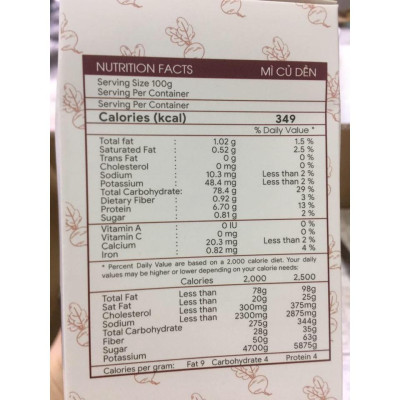 NUTRITION FACTS MÌ CỦ DỀN
Serving Size 100g
Serving Per Container
Serving Per Container
Calories (kcal) 349
% Daily Value *
Total fat : 1.02 g 1.5 %
Saturated Fat : 0.52 g 2.5 %
Trans Fat : 0 g 0 %
Cholesterol : 0 mg 0 %
Sodium : 10.3 mg Less than 2 %
Potassium : 48.4 mg Less than 2 %
Total Carbohydrate: 78.4 g 29 %
Dietary Fiber : 0.92 g 3 %
Protein : 6.70 g 13 %
Sugar : 0.81 g 2 %
Vitamin A : 0 IU 0 %
Vitamin C : 0 mg 0 %
Calcium : 20.3 mg Less than 2 %
Iron : 0.82 mg 4 %
* Percent Daily Value are based on a 2,000 calorie diet. Your daily
values may be higher or lower depending on your calorie needs:
Calories 2,000 2,500
Total Fat Less than 78g 98g
Sat Fat Less than 20g 25g
Cholesterol Less than 300mg 375mg
Sodium Less than 2300mg 2875mg
Total Carbohydrate 275g 344g
Fiber 28g 35g
Sugar 50g 63g
Potassium 4700g 5875g
Calories per gram: Fat 9 Carbohydrate 4 Protein 4